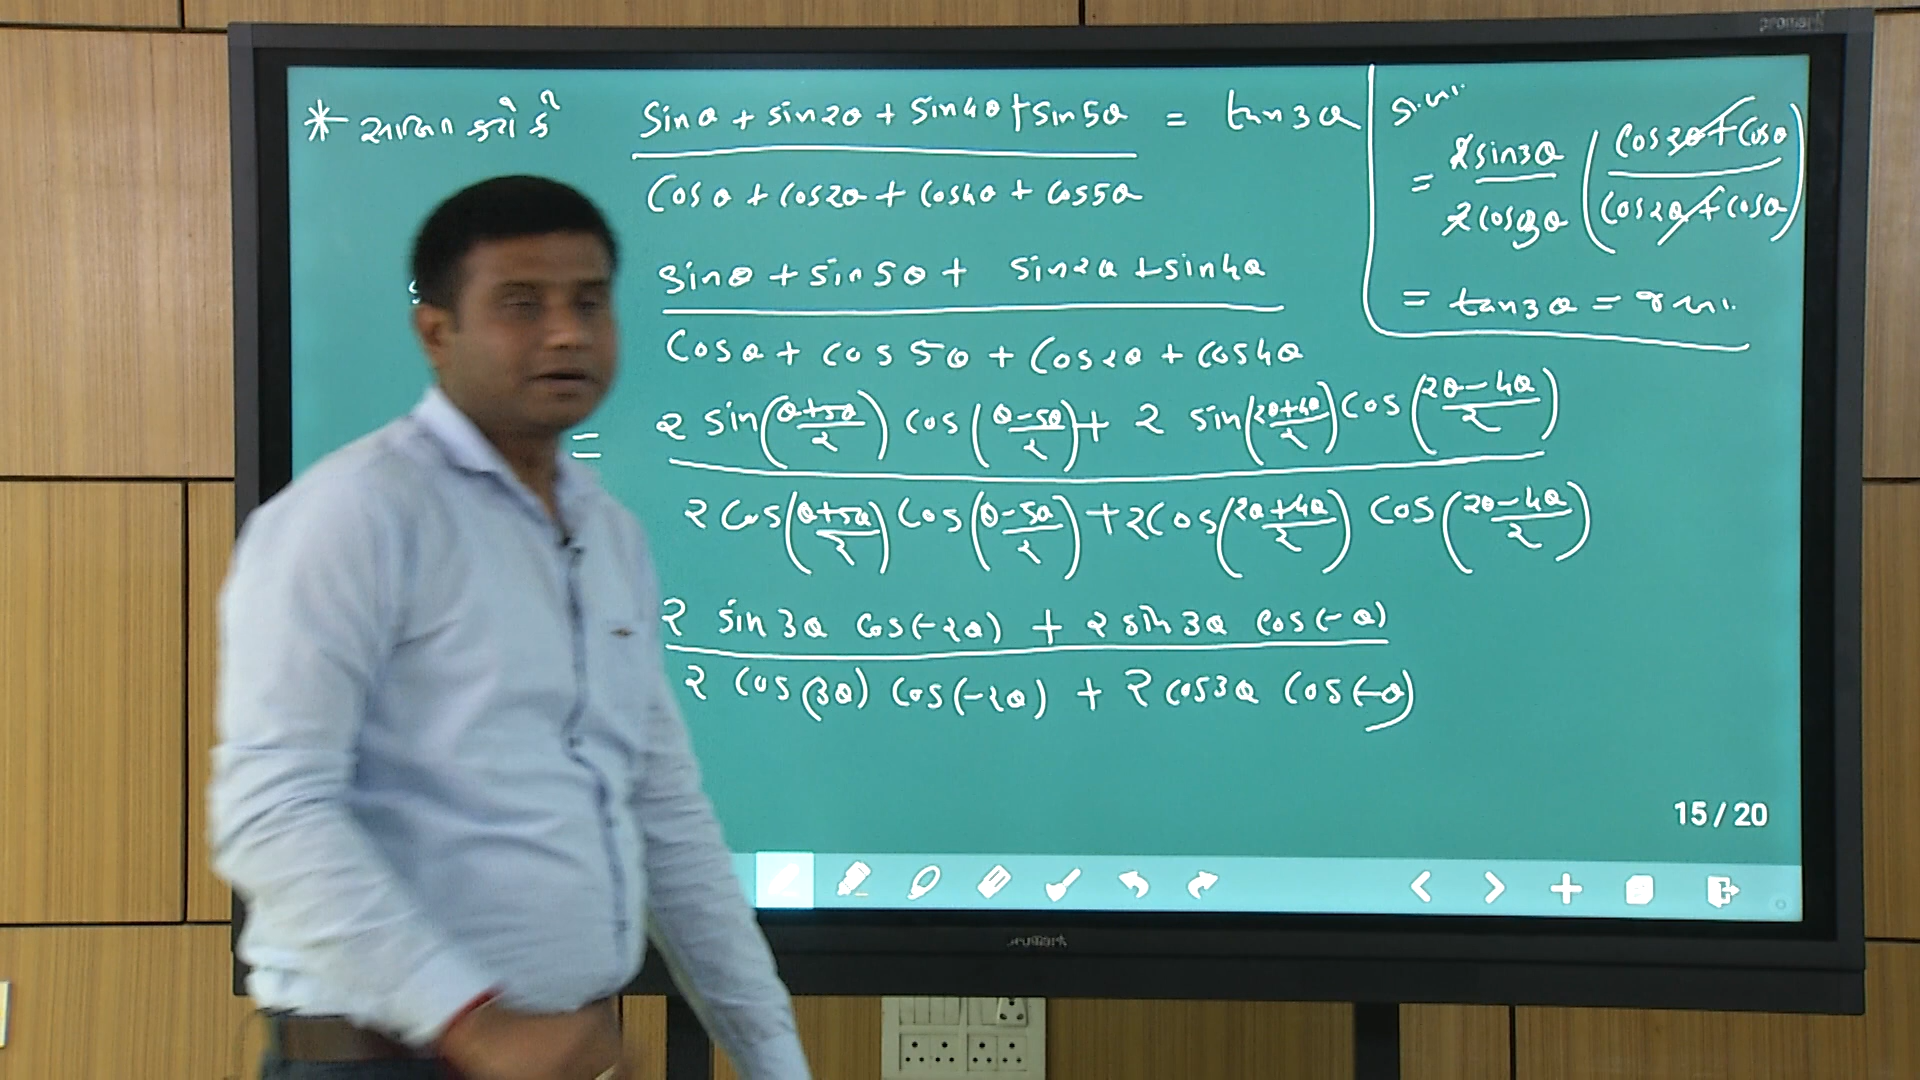 * સાબિત કરો કે sinθ + sin2θ + sin4θ + sin5θ = tan3θ
cosθ + cos2θ + cos4θ + cos5θ
sinθ + sin5θ + sin2θ + sin4θ
cosθ + cos5θ + cos2θ + cos4θ
= 2 sin((θ+5θ)/2) cos((θ-5θ)/2) + 2 sin((2θ+4θ)/2) cos((2θ-4θ)/2)
2 cos((θ+5θ)/2) cos((θ-5θ)/2) + 2 cos((2θ+4θ)/2) cos((2θ-4θ)/2)
2 sin3θ cos(-2θ) + 2 sin3θ cos(-θ)
2 cos(3θ) cos(-2θ) + 2 cos3θ cos(-θ)
ડ.બા.
= 2sin3θ (cos2θ + cosθ)
2cos3θ (cos2θ + cosθ)
= tan3θ = જ.બા.
15 / 20
promark